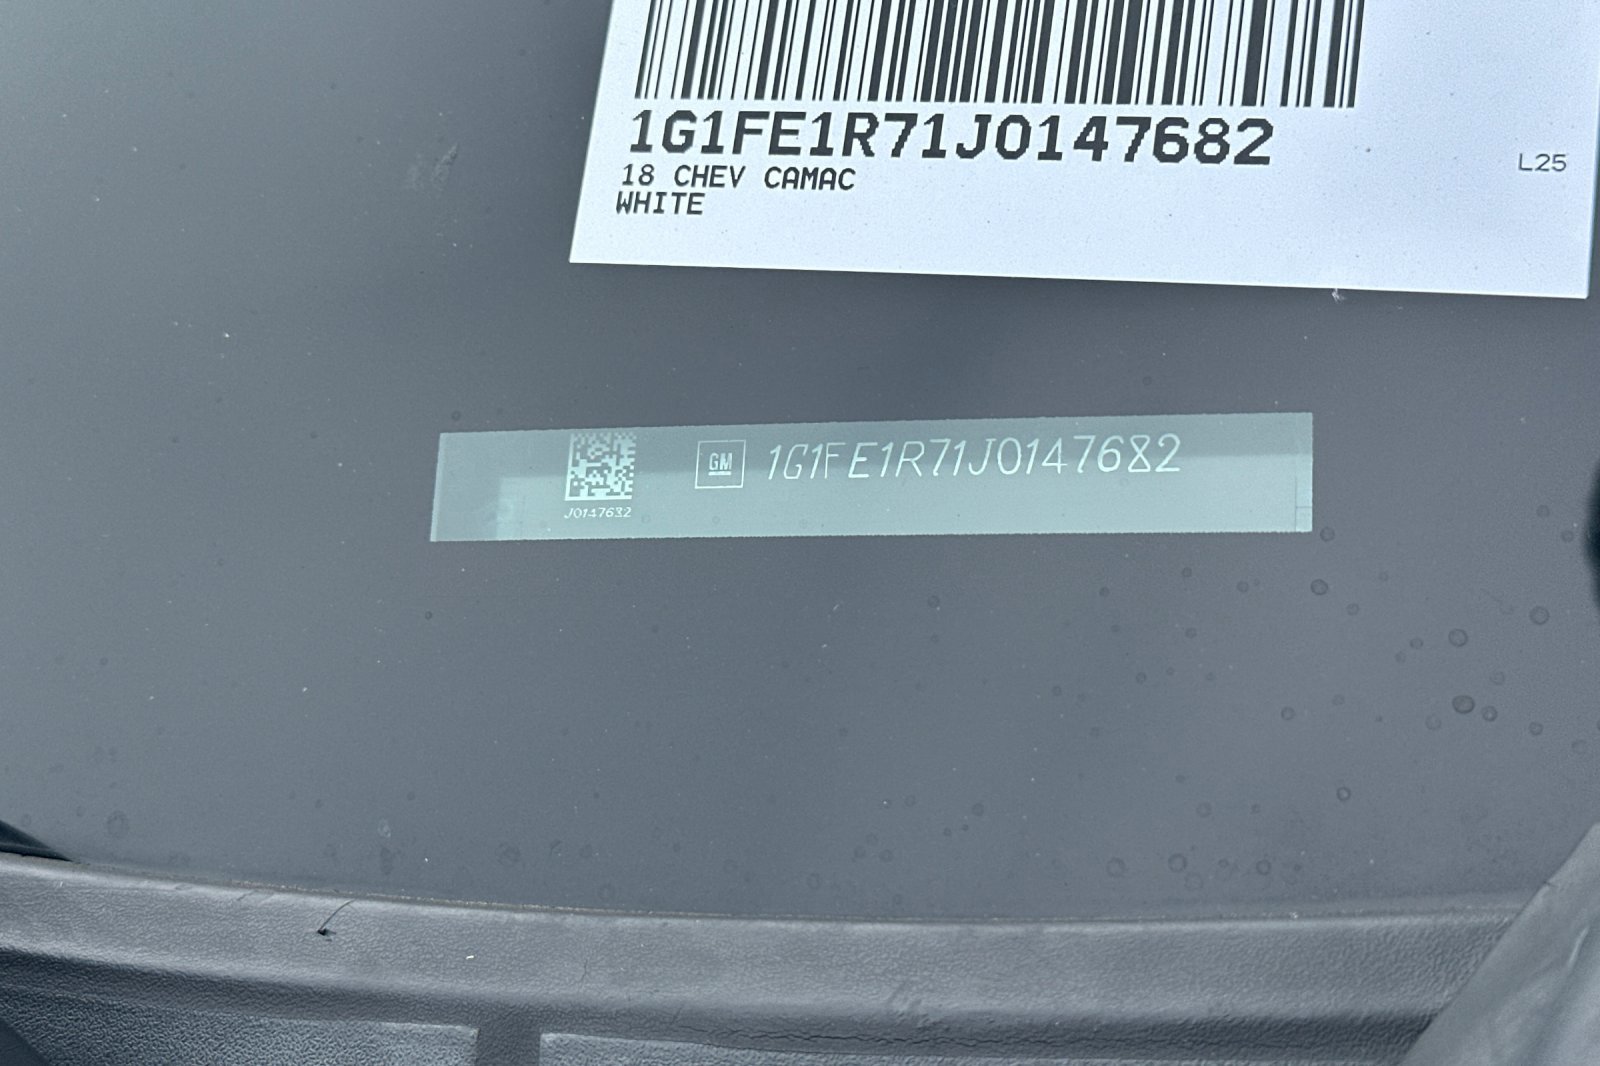 1G1FE1R71J0147682
18 CHEV CAMAC
WHITE
L25
GM 1G1FE1R71J0147682
J0147682